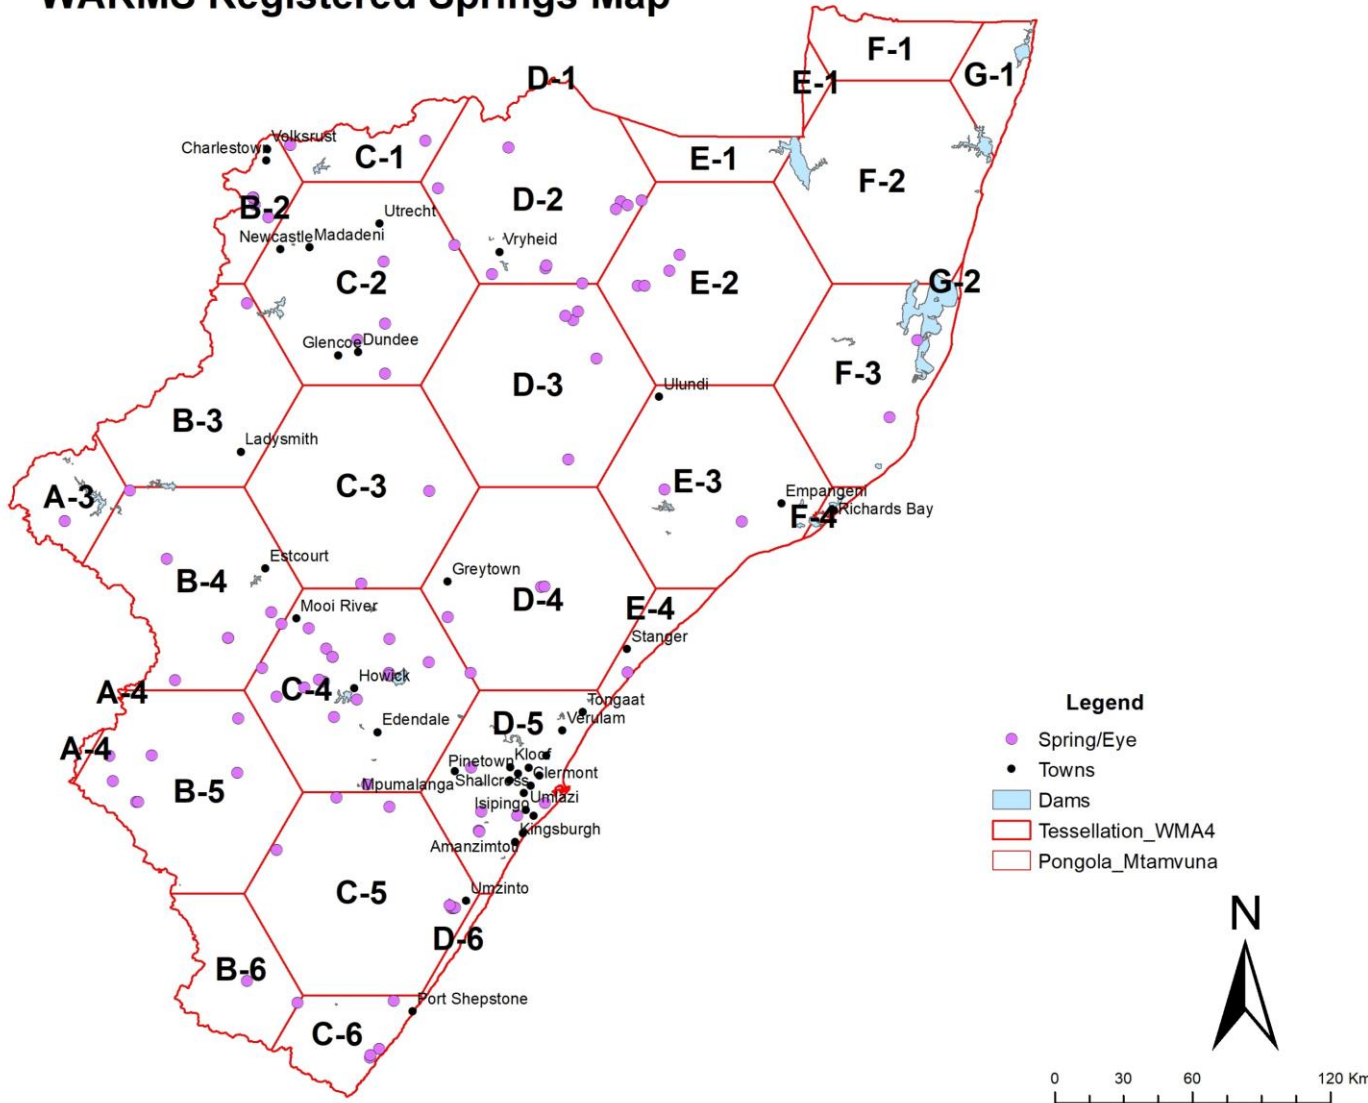 WARMS Registered Springs Map
F-1
D-1
E-1
G-1
Volksrust
Charlestown
C-1
E-1
F-2
B-2
D-2
Utrecht
Newcastle
Madadeni
Vryheid
C-2
E-2
G-2
Glencoe
Dundee
D-3
Ulundi
F-3
B-3
Ladysmith
A-3
C-3
E-3
Empangeni
F-4
Richards Bay
B-4
Estcourt
Greytown
D-4
E-4
Mooi River
Stanger
A-4
C-4
Howick
Tongaat
Edendale
D-5
Verulam
A-4
B-5
Pinetown
Kloof
Clermont
Mpumalanga
Shallcross
Isipingo
Umlazi
Kingsburgh
Amanzimtoti
C-5
Umzinto
D-6
B-6
Port Shepstone
C-6
Legend
Spring/Eye
Towns
Dams
Tessellation_WMA4
Pongola_Mtamvuna
N
0 30 60 120 Km